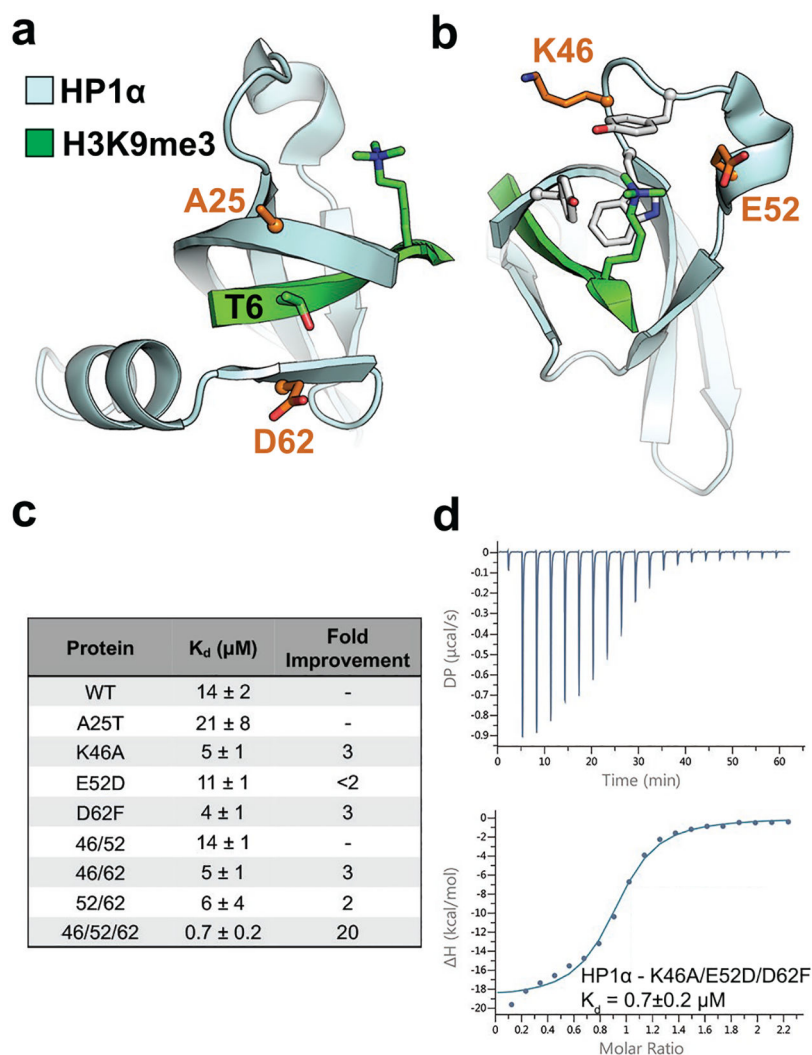 a
HP1α
H3K9me3
A25
T6
D62
b
K46
E52
c
Protein Kd (µM) Fold Improvement
WT 14 ± 2 -
A25T 21 ± 8 -
K46A 5 ± 1 3
E52D 11 ± 1 <2
D62F 4 ± 1 3
46/52 14 ± 1 -
46/62 5 ± 1 3
52/62 6 ± 4 2
46/52/62 0.7 ± 0.2 20
d
DP (µcal/s)
0
-0.1
-0.2
-0.3
-0.4
-0.5
-0.6
-0.7
-0.8
-0.9
0 10 20 30 40 50 60
Time (min)
ΔH (kcal/mol)
0
-2
-4
-6
-8
-10
-12
-14
-16
-18
-20
HP1α - K46A/E52D/D62F
Kd = 0.7±0.2 µM
0 0.2 0.4 0.6 0.8 1 1.2 1.4 1.6 1.8 2 2.2
Molar Ratio